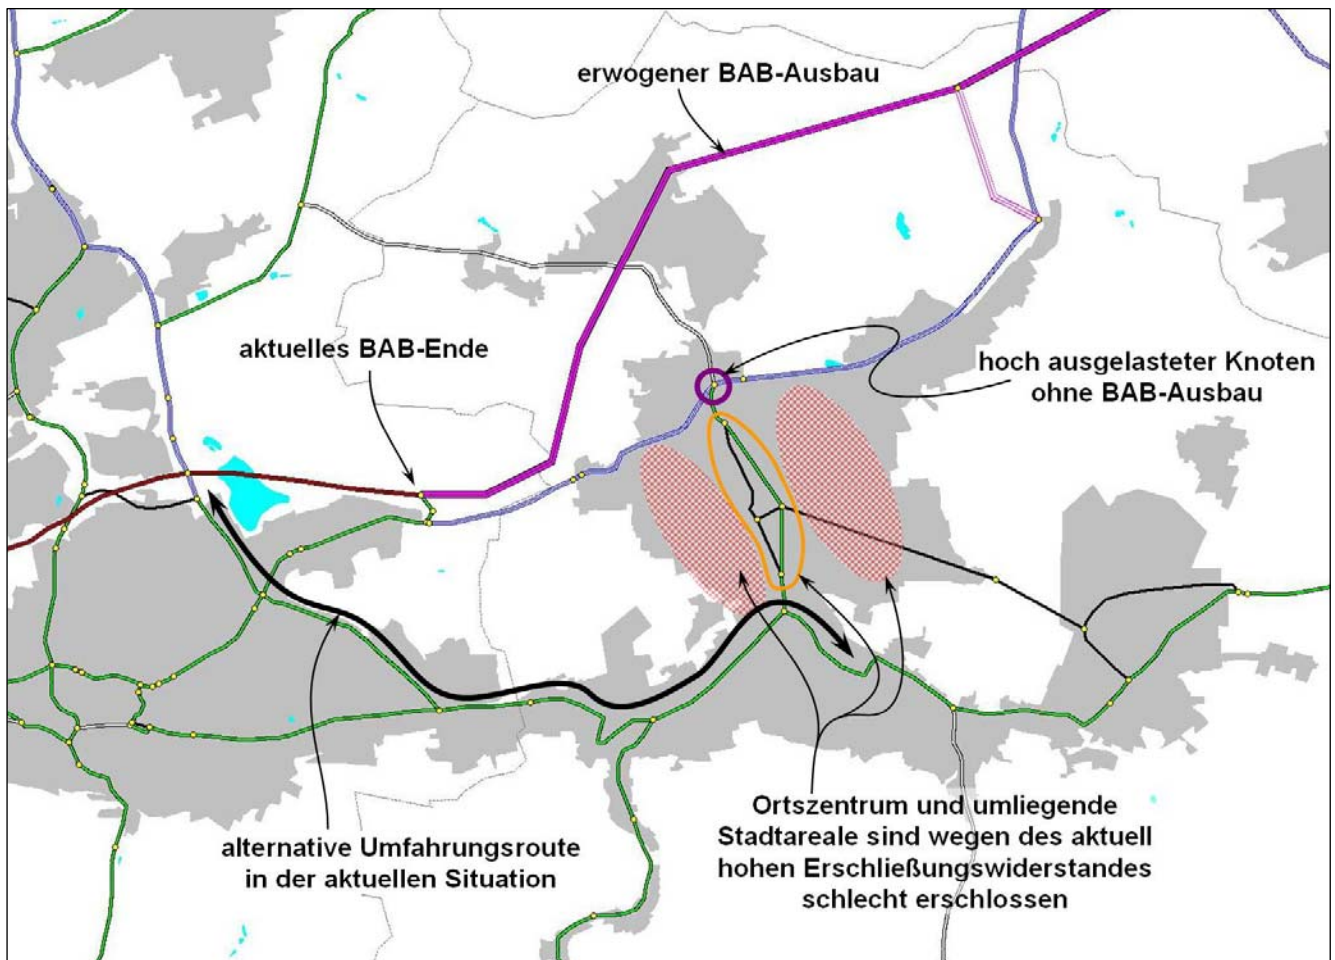 erwogener BAB-Ausbau
aktuelles BAB-Ende
hoch ausgelasteter Knoten
ohne BAB-Ausbau
alternative Umfahrungsroute
in der aktuellen Situation
Ortszentrum und umliegende
Stadtareale sind wegen des aktuell
hohen Erschließungswiderstandes
schlecht erschlossen